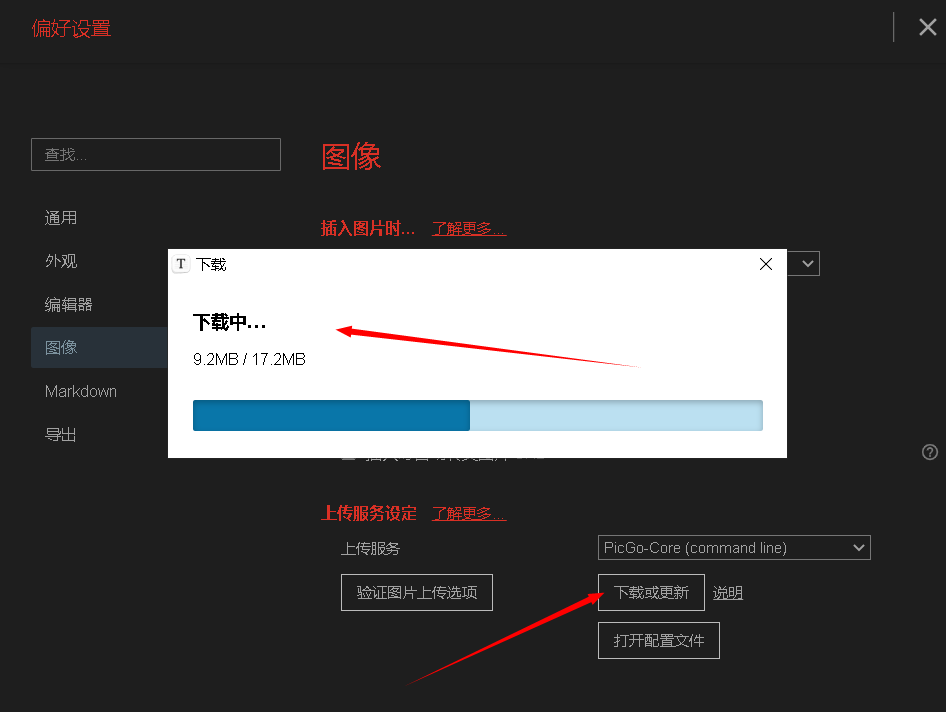 偏好设置
查找...
图像
通用
插入图片时... 了解更多...
外观
T 下载
编辑器
下载中...
图像
9.2MB / 17.2MB
Markdown
导出
上传服务设定 了解更多...
上传服务 PicGo-Core (command line)
验证图片上传选项 下载或更新 说明
打开配置文件